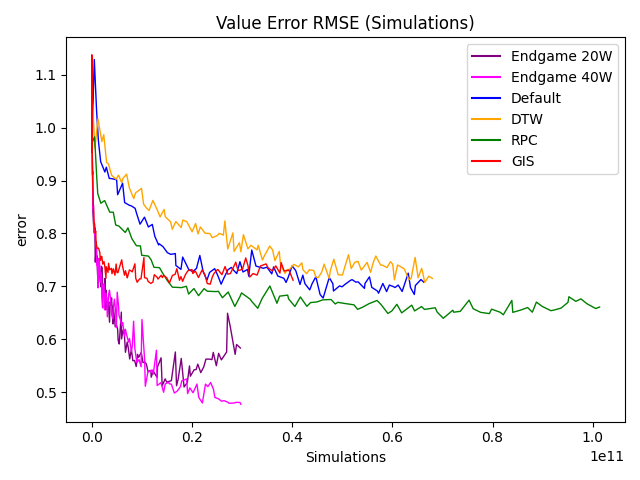 Value Error RMSE (Simulations)
Endgame 20W
Endgame 40W
Default
DTW
RPC
GIS
error
1.1
1.0
0.9
0.8
0.7
0.6
0.5
0.0
0.2
0.4
0.6
0.8
1.0
1e11
Simulations